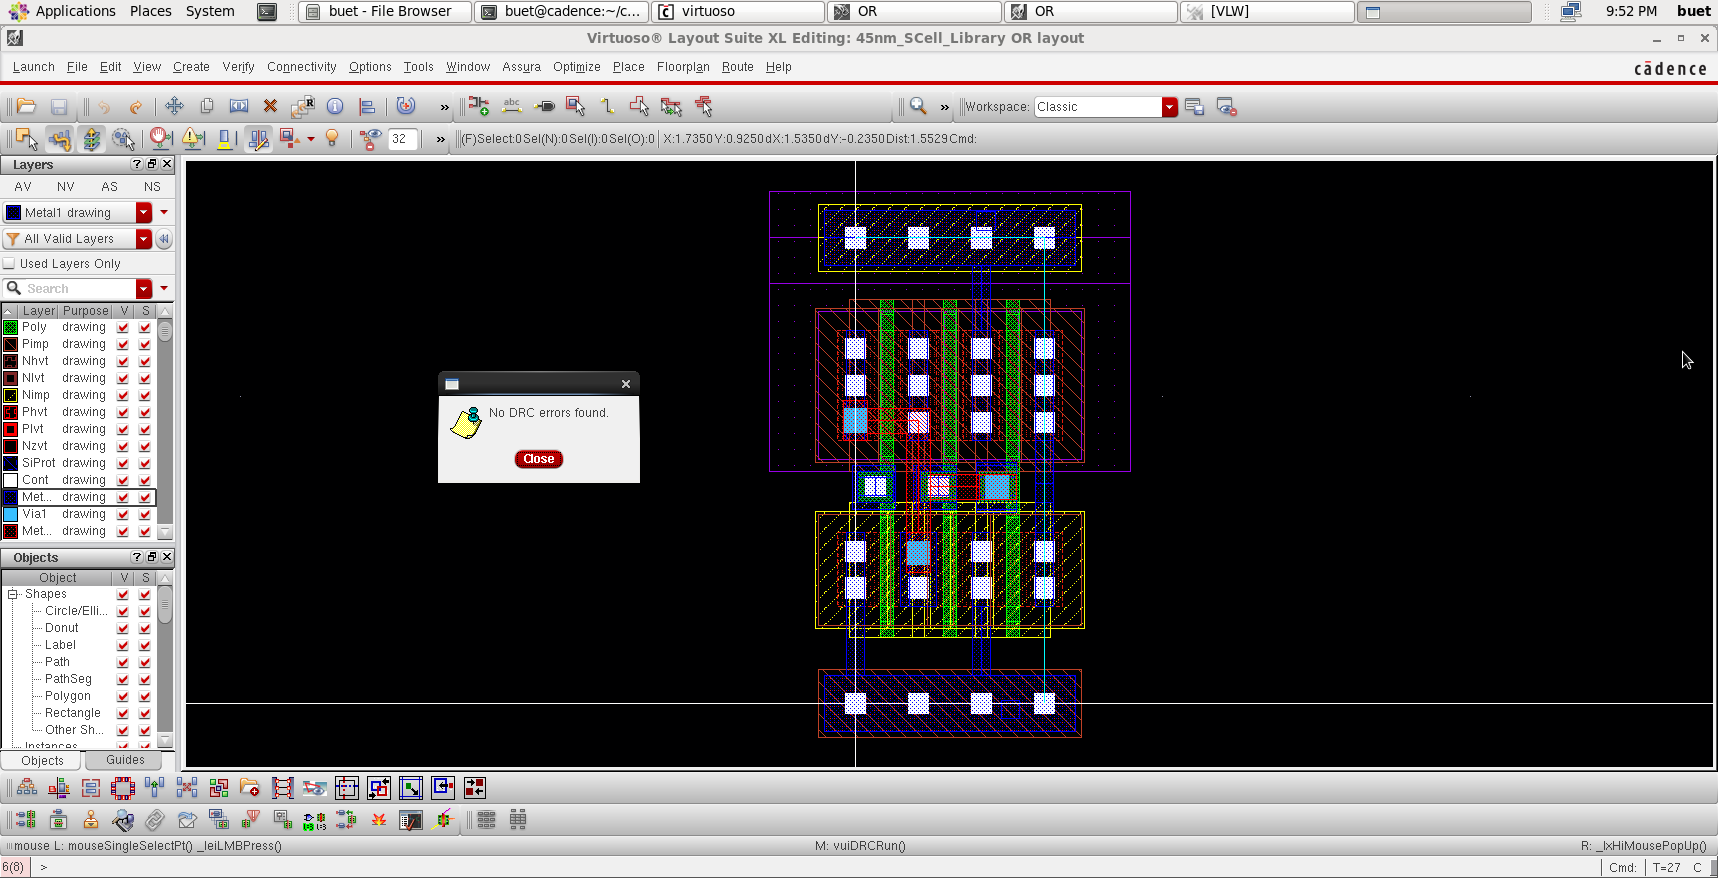 Applications Places System buet - File Browser buet@cadence:~/c... virtuoso OR OR [VLW] 9:52 PM buet
Virtuoso® Layout Suite XL Editing: 45nm_SCell_Library OR layout
Launch File Edit View Create Verify Connectivity Options Tools Window Assura Optimize Place Floorplan Route Help
cādence
» » Workspace: Classic
32 » (F)Select:0 Sel(N):0 Sel(I):0 Sel(O):0 X:1.7350 Y:0.9250 dX:1.5350 dY:-0.2350 Dist:1.5529 Cmd:
Layers
AV NV AS NS
Metal1 drawing
All Valid Layers
Used Layers Only
Search
Layer Purpose V S
Poly drawing
Pimp drawing
Nhvt drawing
Nlvt drawing
Nimp drawing
Phvt drawing
Plvt drawing
Nzvt drawing
SiProt drawing
Cont drawing
Met... drawing
Via1 drawing
Met... drawing
No DRC errors found.
Close
Objects
Object V S
Shapes
Circle/Elli...
Donut
Label
Path
PathSeg
Polygon
Rectangle
Other Sh...
Instances
Objects Guides
mouse L: mouseSingleSelectPt() _leiLMBPress() M: vuiDRCRun() R: _lxHiMousePopUp()
6(8) > Cmd: T=27 C